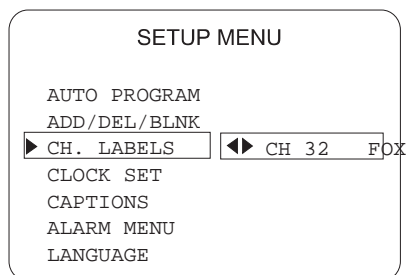 SETUP MENU
AUTO PROGRAM
ADD/DEL/BLNK
CH. LABELS CH 32 FOX
CLOCK SET
CAPTIONS
ALARM MENU
LANGUAGE